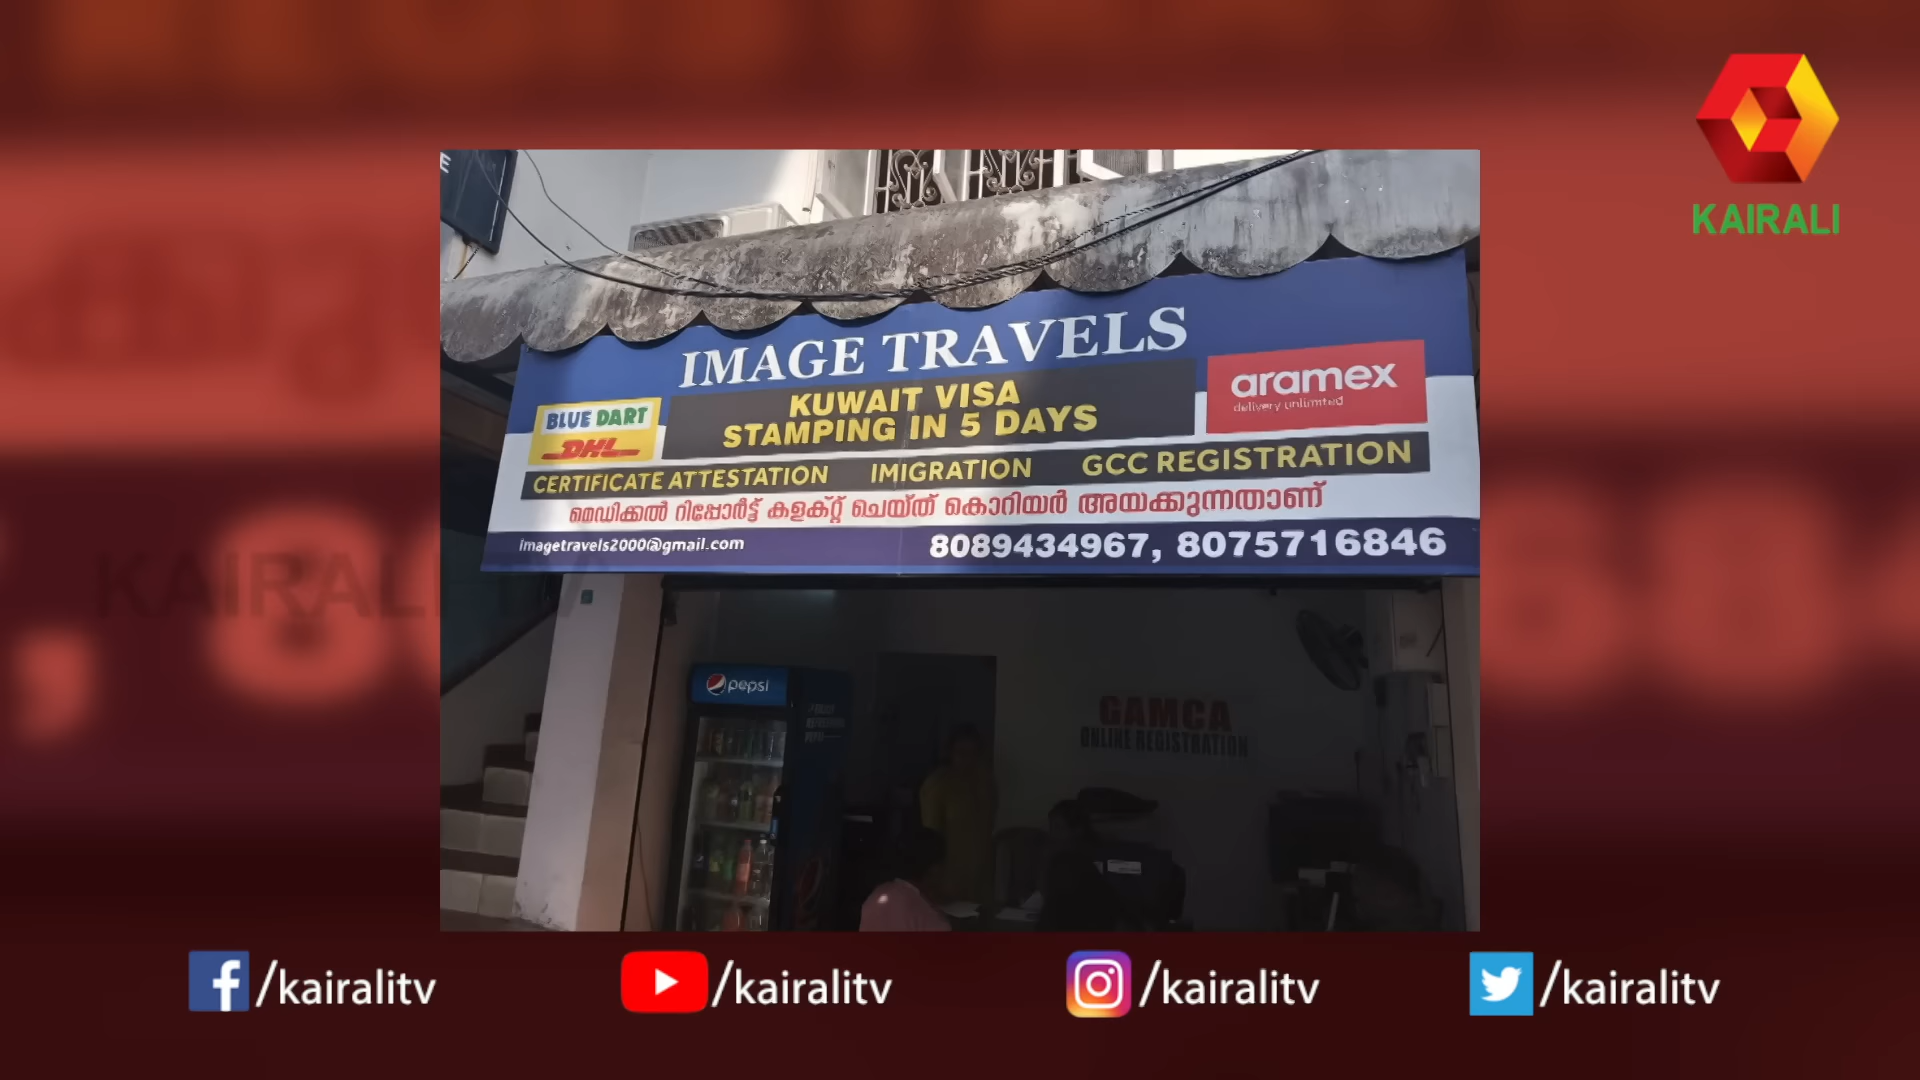 KAIRALI
IMAGE TRAVELS
BLUE DART
DHL
KUWAIT VISA
STAMPING IN 5 DAYS
aramex
delivery unlimited
CERTIFICATE ATTESTATION IMIGRATION GCC REGISTRATION
മെഡിക്കൽ റിപ്പോർട്ട് കളക്റ്റ് ചെയ്ത് കൊറിയർ അയക്കുന്നതാണ്
imagetravels2000@gmail.com 8089434967, 8075716846
KAIRALI TV
pepsi
GAMCA
ONLINE REGISTRATION
/kairalitv /kairalitv /kairalitv /kairalitv